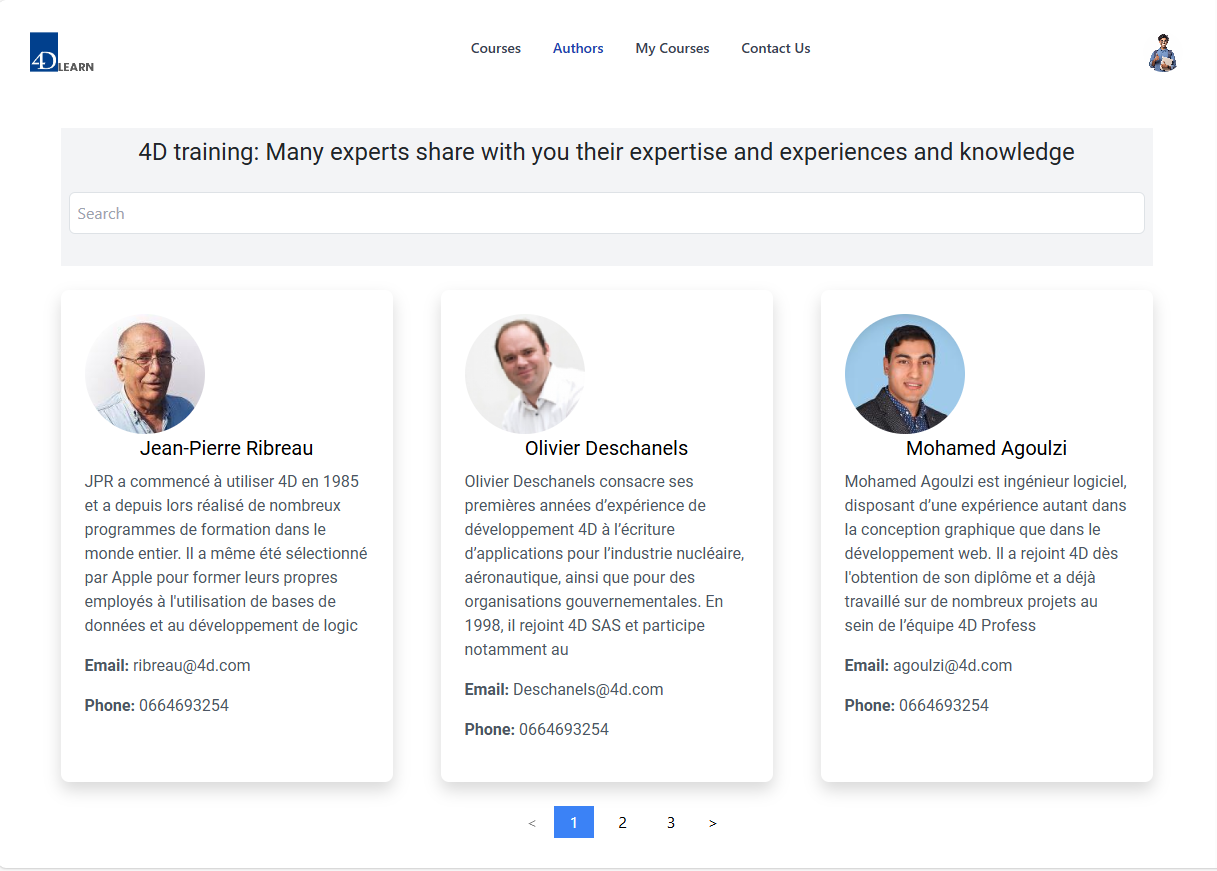 4D LEARN
Courses Authors My Courses Contact Us
4D training: Many experts share with you their expertise and experiences and knowledge
Search
Jean-Pierre Ribreau
JPR a commencé à utiliser 4D en 1985
et a depuis lors réalisé de nombreux
programmes de formation dans le
monde entier. Il a même été sélectionné
par Apple pour former leurs propres
employés à l'utilisation de bases de
données et au développement de logic
Email: ribreau@4d.com
Phone: 0664693254
Olivier Deschanels
Olivier Deschanels consacre ses
premières années d’expérience de
développement 4D à l’écriture
d’applications pour l’industrie nucléaire,
aéronautique, ainsi que pour des
organisations gouvernementales. En
1998, il rejoint 4D SAS et participe
notamment au
Email: Deschanels@4d.com
Phone: 0664693254
Mohamed Agoulzi
Mohamed Agoulzi est ingénieur logiciel,
disposant d’une expérience autant dans
la conception graphique que dans le
développement web. Il a rejoint 4D dès
l'obtention de son diplôme et a déjà
travaillé sur de nombreux projets au
sein de l’équipe 4D Profess
Email: agoulzi@4d.com
Phone: 0664693254
< 1 2 3 >